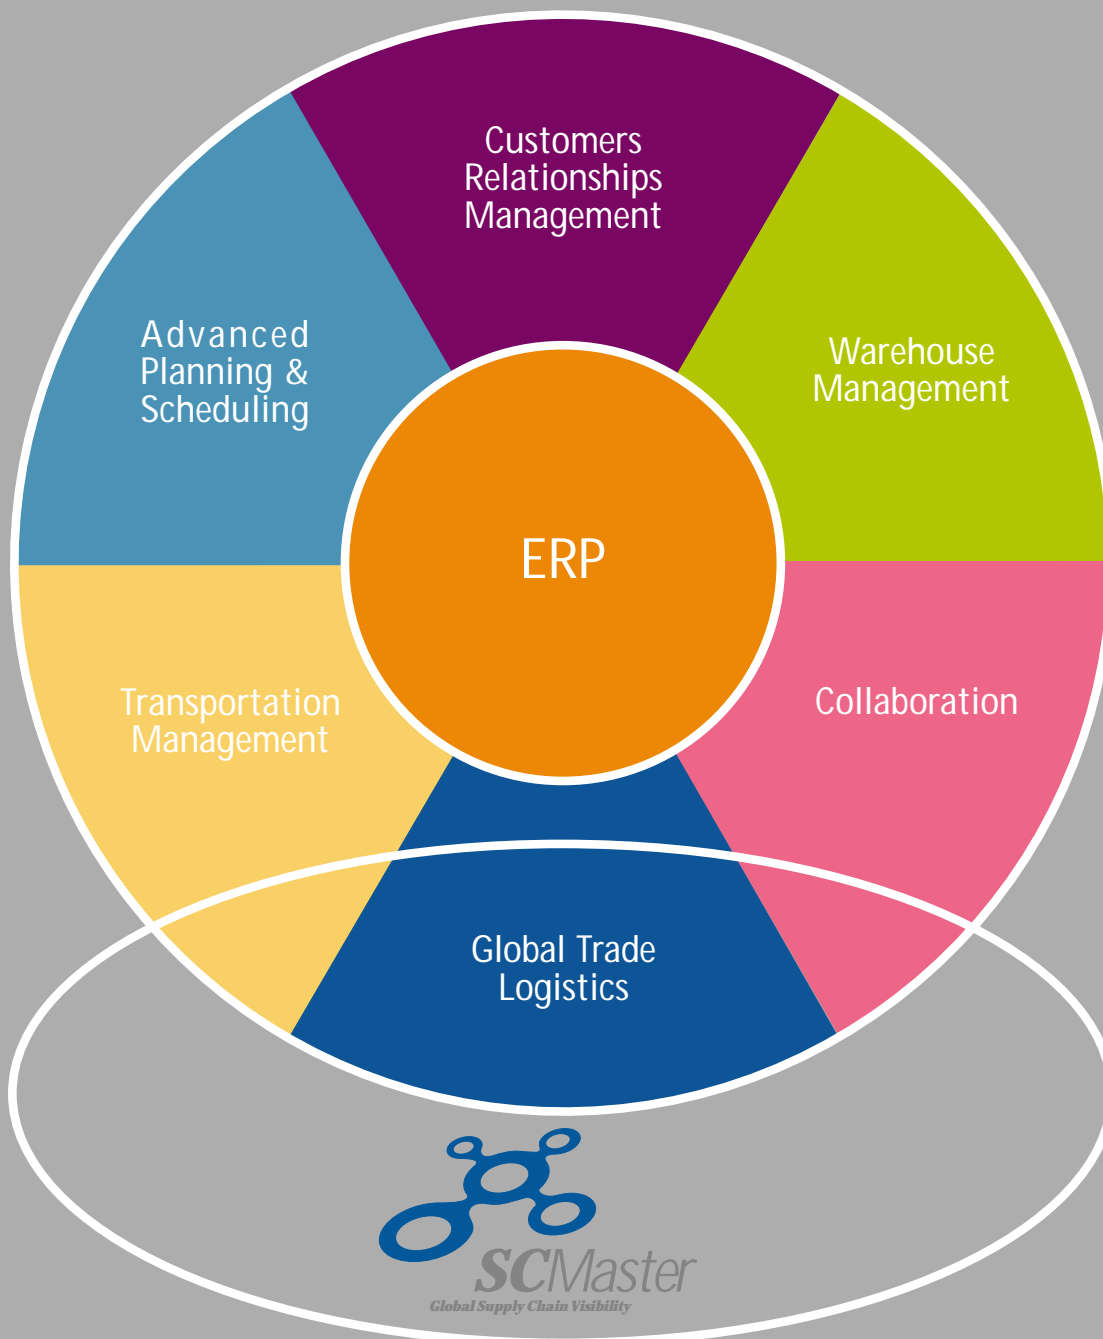 Customers
Relationships
Management
Advanced
Planning &
Scheduling
Warehouse
Management
ERP
Transportation
Management
Collaboration
Global Trade
Logistics
SCMaster
Global Supply Chain Visibility